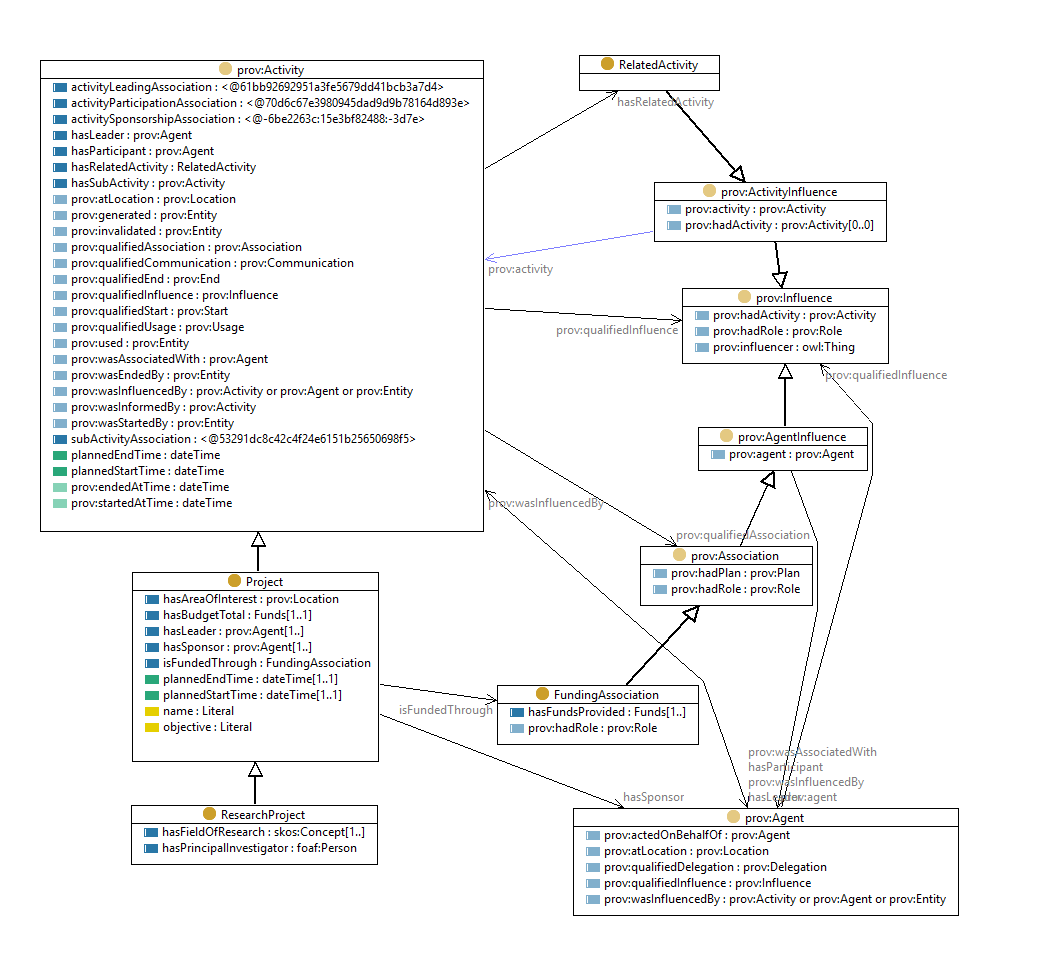 prov:Activity
activityLeadingAssociation : <@61bb92692951a3fe5679dd41bcb3a7d4>
activityParticipationAssociation : <@70d6c67e3980945dad9d9b78164d893e>
activitySponsorshipAssociation : <@-6be2263c:15e3bf82488:-3d7e>
hasLeader : prov:Agent
hasParticipant : prov:Agent
hasRelatedActivity : RelatedActivity
hasSubActivity : prov:Activity
prov:atLocation : prov:Location
prov:generated : prov:Entity
prov:invalidated : prov:Entity
prov:qualifiedAssociation : prov:Association
prov:qualifiedCommunication : prov:Communication
prov:qualifiedEnd : prov:End
prov:qualifiedInfluence : prov:Influence
prov:qualifiedStart : prov:Start
prov:qualifiedUsage : prov:Usage
prov:used : prov:Entity
prov:wasAssociatedWith : prov:Agent
prov:wasEndedBy : prov:Entity
prov:wasInfluencedBy : prov:Activity or prov:Agent or prov:Entity
prov:wasInformedBy : prov:Activity
prov:wasStartedBy : prov:Entity
subActivityAssociation : <@53291dc8c42c4f24e6151b25650698f5>
plannedEndTime : dateTime
plannedStartTime : dateTime
prov:endedAtTime : dateTime
prov:startedAtTime : dateTime
RelatedActivity
hasRelatedActivity
prov:ActivityInfluence
prov:activity : prov:Activity
prov:hadActivity : prov:Activity[0..0]
prov:activity
prov:Influence
prov:hadActivity : prov:Activity
prov:hadRole : prov:Role
prov:influencer : owl:Thing
prov:qualifiedInfluence
prov:qualifiedInfluence
prov:AgentInfluence
prov:agent : prov:Agent
prov:wasInfluencedBy
prov:qualifiedAssociation
prov:Association
prov:hadPlan : prov:Plan
prov:hadRole : prov:Role
Project
hasAreaOfInterest : prov:Location
hasBudgetTotal : Funds[1..1]
hasLeader : prov:Agent[1..]
hasSponsor : prov:Agent[1..]
isFundedThrough : FundingAssociation
plannedEndTime : dateTime[1..1]
plannedStartTime : dateTime[1..1]
name : Literal
objective : Literal
isFundedThrough
FundingAssociation
hasFundsProvided : Funds[1..]
prov:hadRole : prov:Role
ResearchProject
hasFieldOfResearch : skos:Concept[1..]
hasPrincipalInvestigator : foaf:Person
hasSponsor
prov:wasAssociatedWith
hasParticipant
prov:wasInfluencedBy
hasLeader
prov:agent
prov:Agent
prov:actedOnBehalfOf : prov:Agent
prov:atLocation : prov:Location
prov:qualifiedDelegation : prov:Delegation
prov:qualifiedInfluence : prov:Influence
prov:wasInfluencedBy : prov:Activity or prov:Agent or prov:Entity